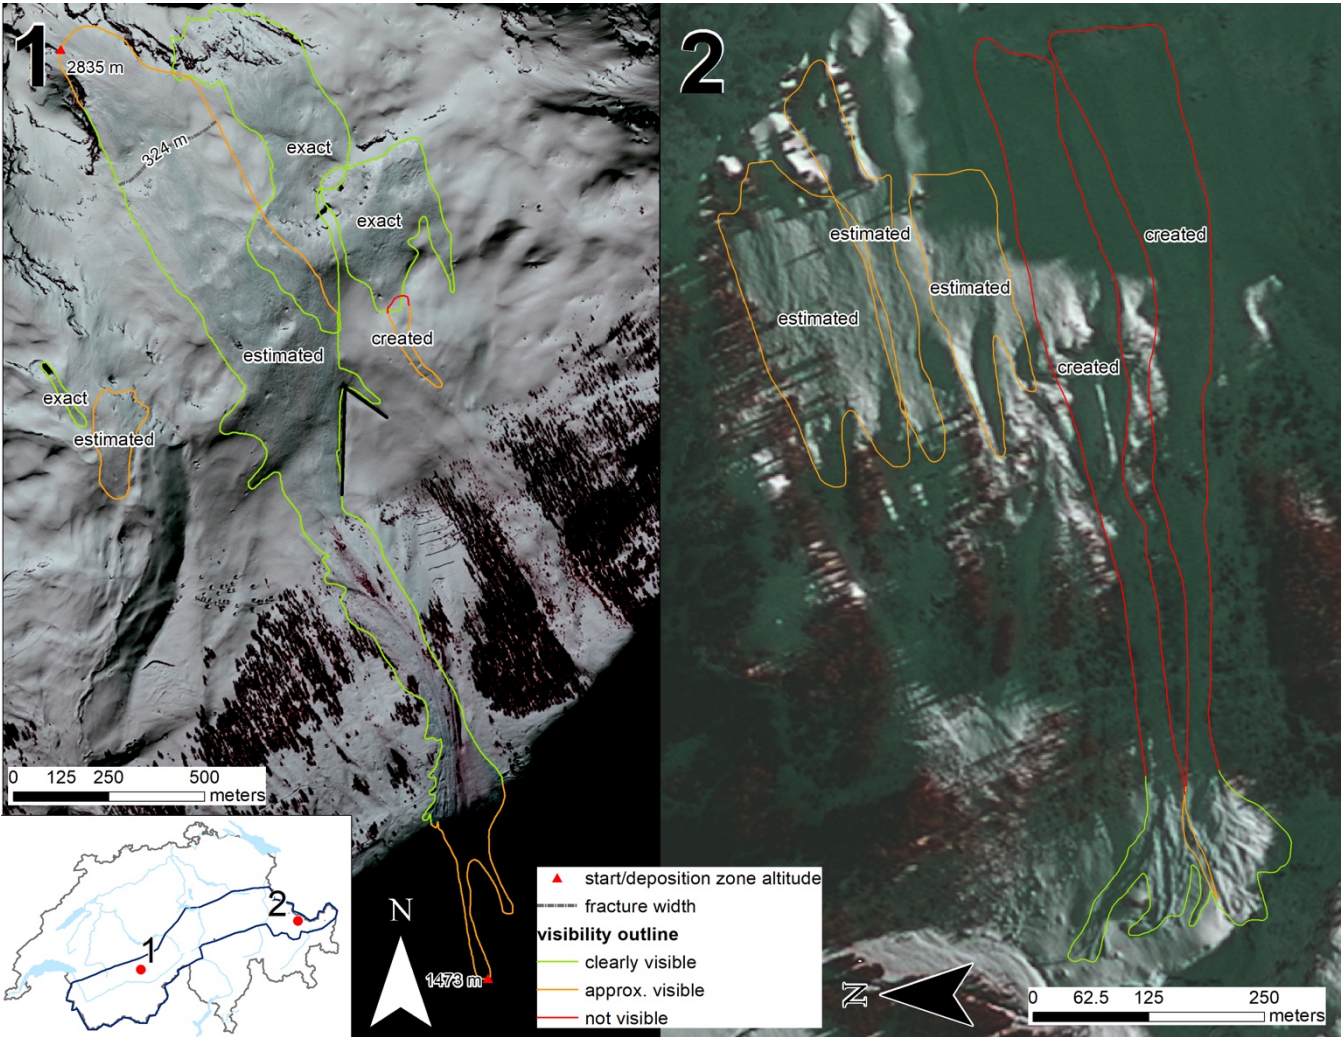 1
2835 m
324 m
exact
exact
estimated
created
exact
estimated
0 125 250 500
meters
1
2
N
1473 m
start/deposition zone altitude
fracture width
visibility outline
clearly visible
approx. visible
not visible
2
estimated
created
estimated
estimated
created
N
0 62.5 125 250
meters